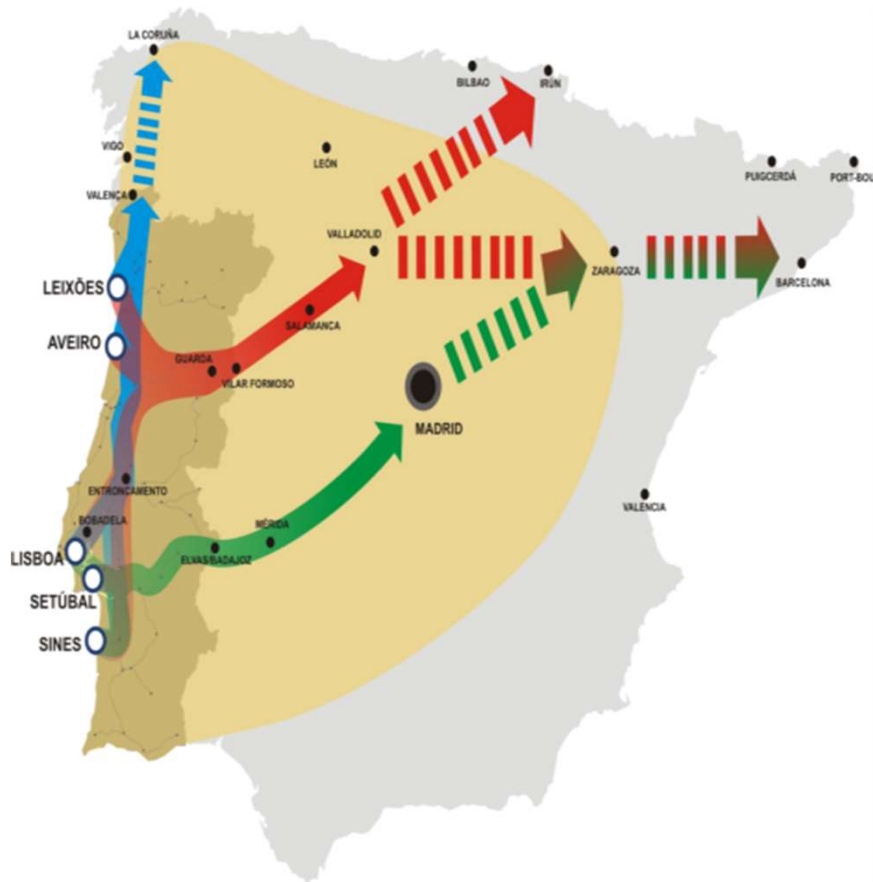 LA CORUÑA
BILBAO
IRÚN
VIGO
LEÓN
PUIGCERDÁ
PORT-BOU
VALENÇA
VALLADOLID
ZARAGOZA
BARCELONA
LEIXÕES
SALAMANCA
AVEIRO
GUARDA
VILAR FORMOSO
MADRID
ENTRONCAMENTO
VALENCIA
BOBADELA
MÉRIDA
LISBOA
ELVAS/BADAJOZ
SETÚBAL
SINES